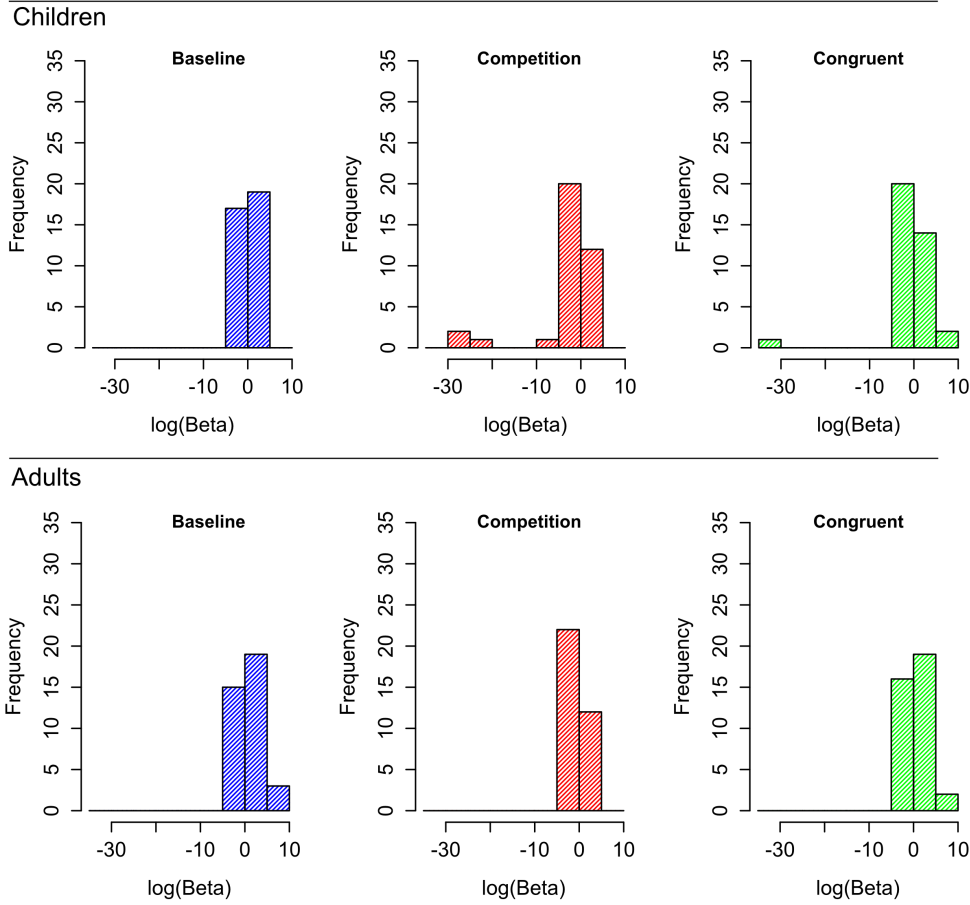 Children
Baseline Competition Congruent
35 35 35
30 30 30
25 25 25
20 20 20
15 15 15
10 10 10
5 5 5
0 0 0
Frequency Frequency Frequency
-30 -10 0 10 -30 -10 0 10 -30 -10 0 10
log(Beta) log(Beta) log(Beta)
Adults
Baseline Competition Congruent
35 35 35
30 30 30
25 25 25
20 20 20
15 15 15
10 10 10
5 5 5
0 0 0
Frequency Frequency Frequency
-30 -10 0 10 -30 -10 0 10 -30 -10 0 10
log(Beta) log(Beta) log(Beta)